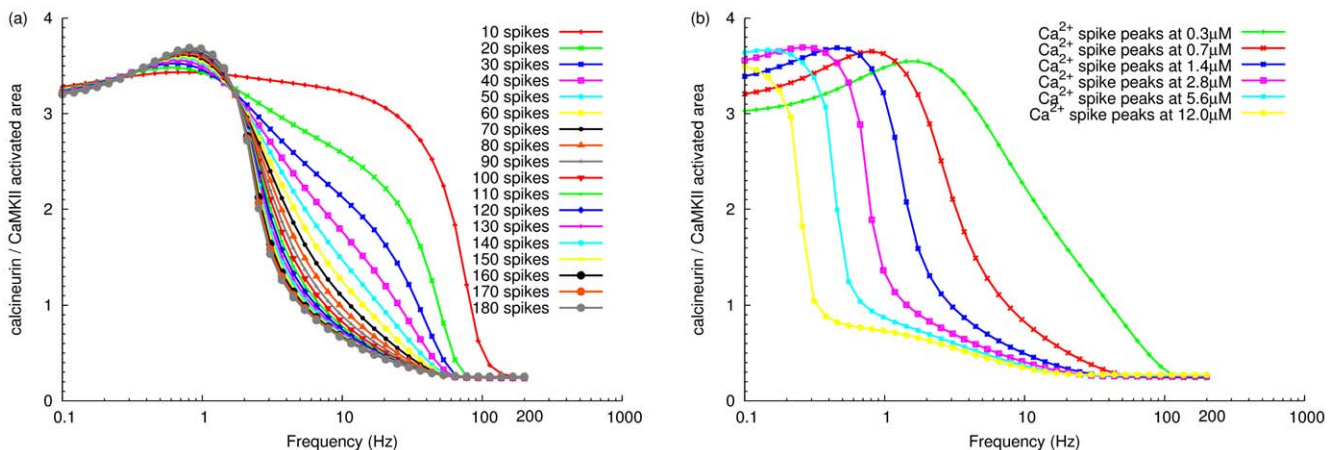 (a)
calcineurin / CaMKII activated area
4
3
2
1
0
0.1
1
10
100
200
1000
Frequency (Hz)
10 spikes
20 spikes
30 spikes
40 spikes
50 spikes
60 spikes
70 spikes
80 spikes
90 spikes
100 spikes
110 spikes
120 spikes
130 spikes
140 spikes
150 spikes
160 spikes
170 spikes
180 spikes
(b)
calcineurin / CaMKII activated area
4
3
2
1
0
0.1
1
10
100
200
1000
Frequency (Hz)
Ca2+ spike peaks at 0.3μM
Ca2+ spike peaks at 0.7μM
Ca2+ spike peaks at 1.4μM
Ca2+ spike peaks at 2.8μM
Ca2+ spike peaks at 5.6μM
Ca2+ spike peaks at 12.0μM